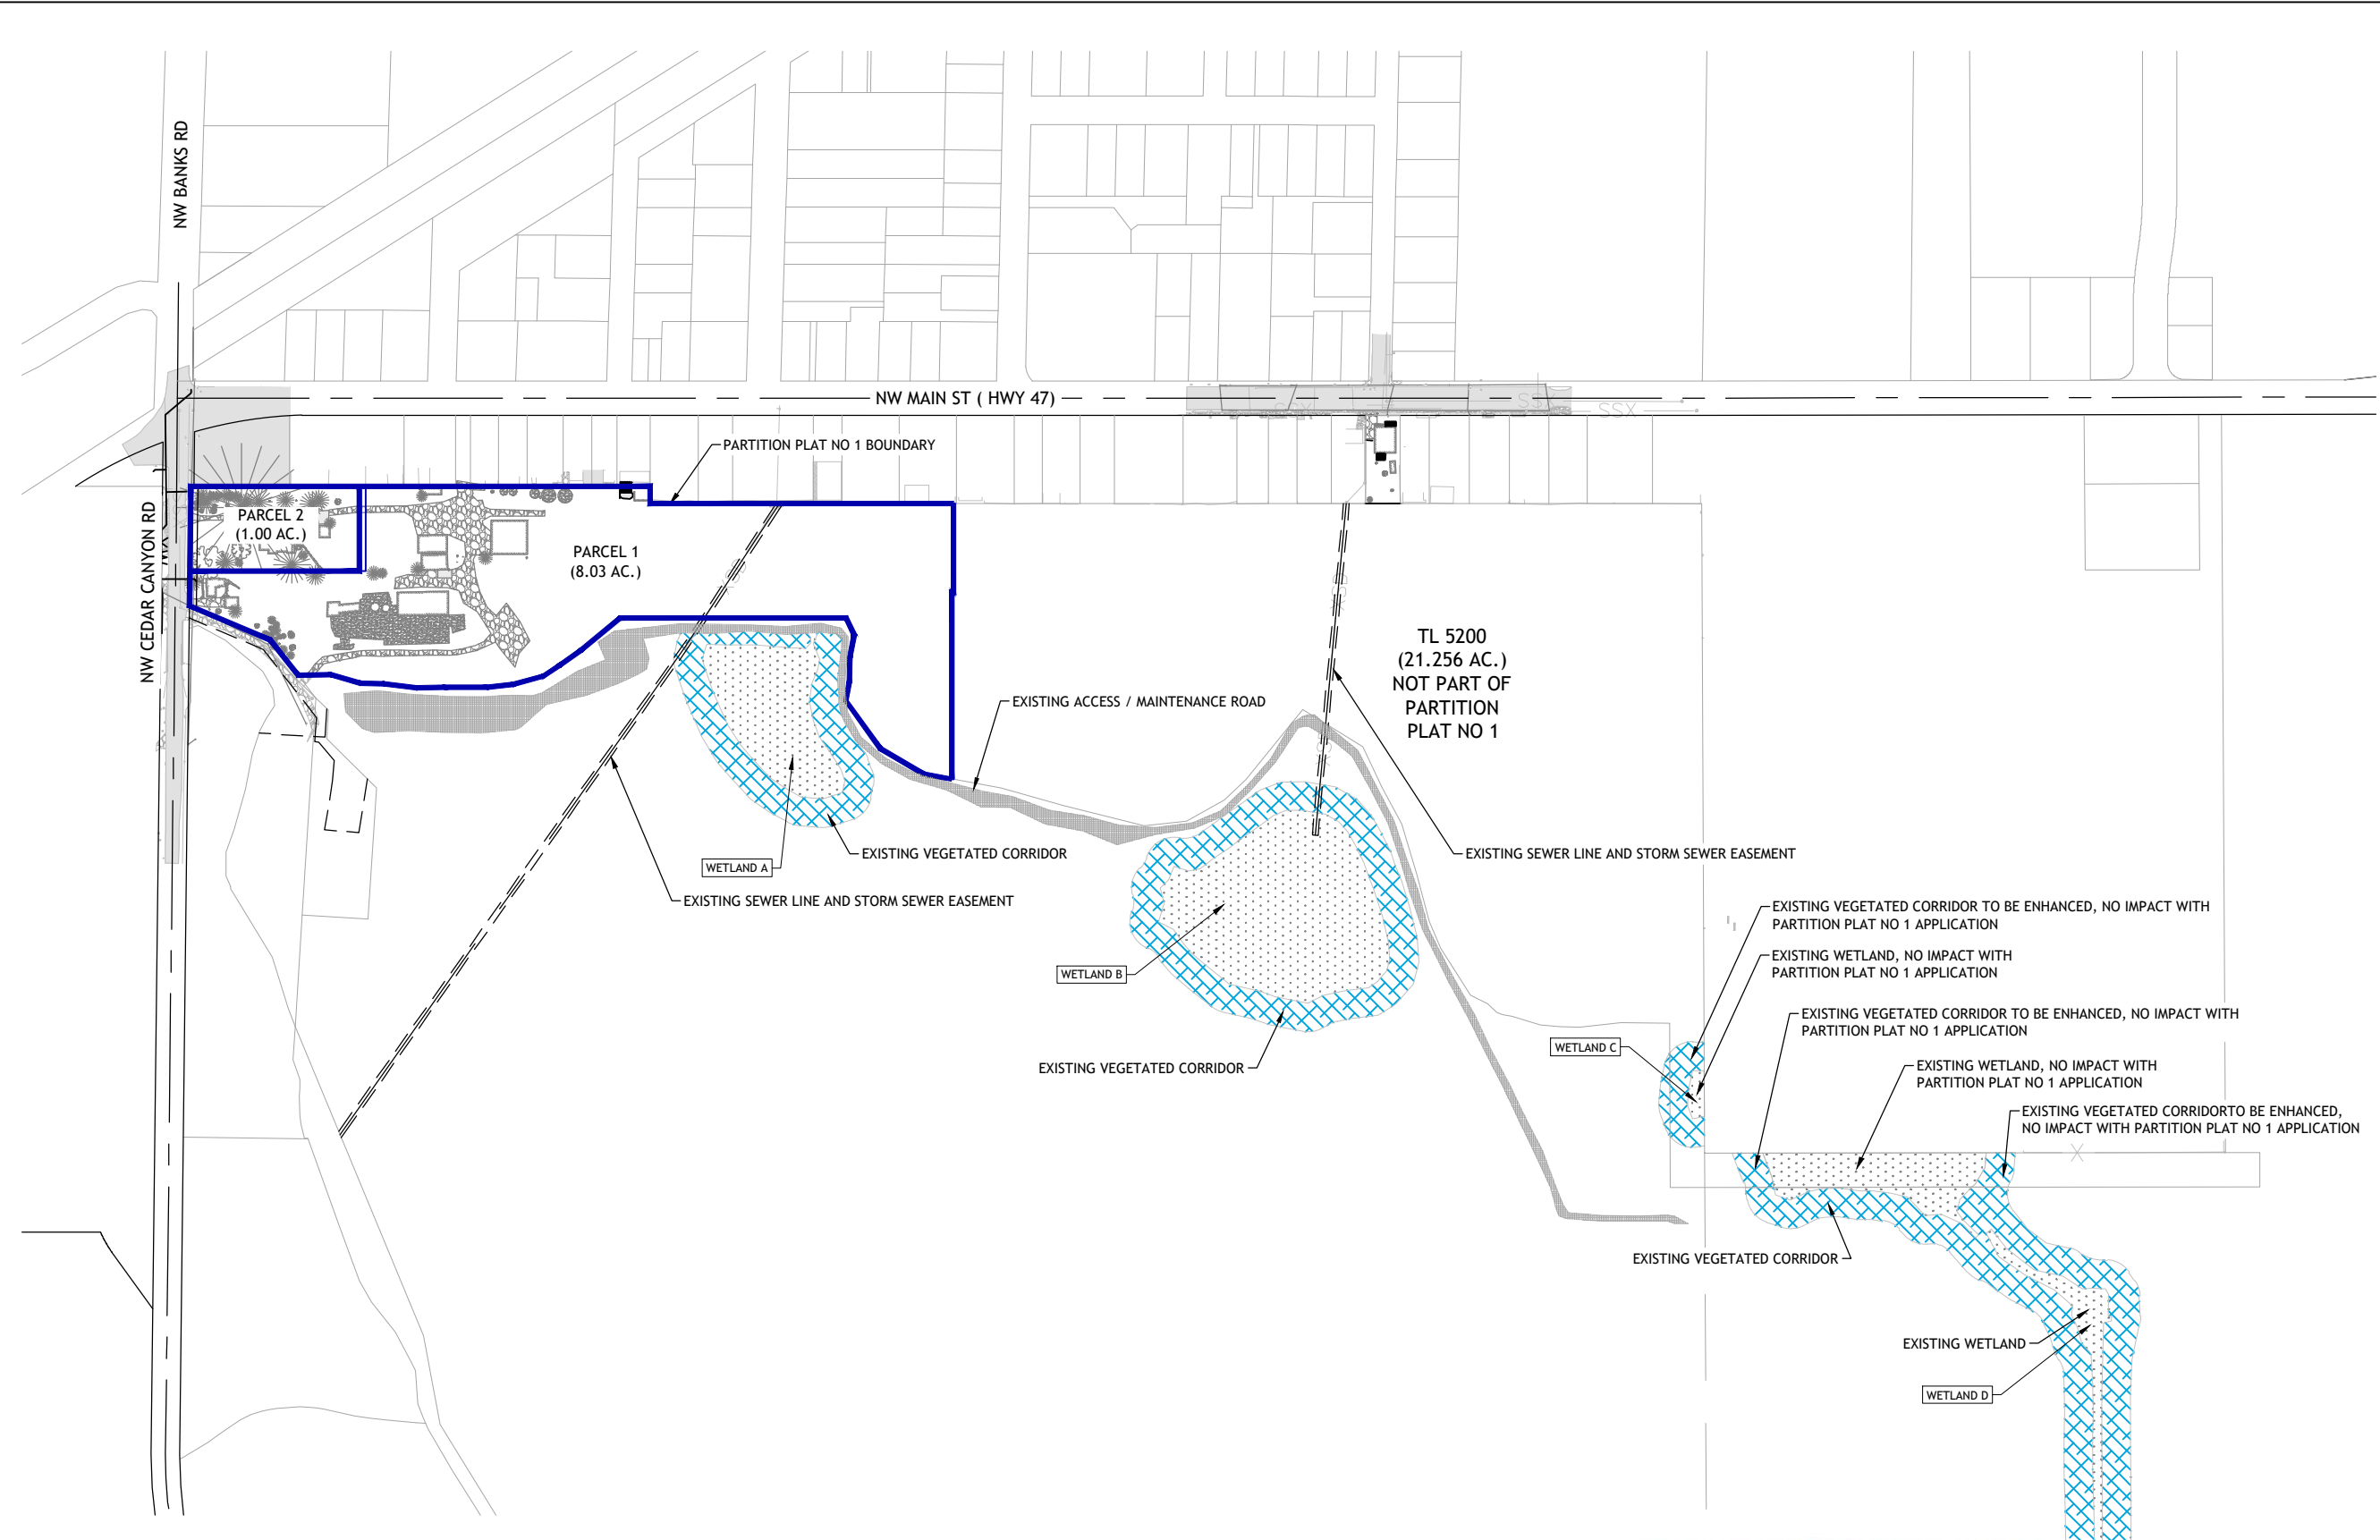 NW BANKS RD
NW MAIN ST ( HWY 47)
PARTITION PLAT NO 1 BOUNDARY
NW CEDAR CANYON RD
PARCEL 2
(1.00 AC.)
PARCEL 1
(8.03 AC.)
SSX
SSX
TL 5200
(21.256 AC.)
NOT PART OF
PARTITION
PLAT NO 1
EXISTING ACCESS / MAINTENANCE ROAD
EXISTING VEGETATED CORRIDOR
WETLAND A
EXISTING SEWER LINE AND STORM SEWER EASEMENT
EXISTING SEWER LINE AND STORM SEWER EASEMENT
WETLAND B
EXISTING VEGETATED CORRIDOR
EXISTING VEGETATED CORRIDOR TO BE ENHANCED, NO IMPACT WITH
PARTITION PLAT NO 1 APPLICATION
EXISTING WETLAND, NO IMPACT WITH
PARTITION PLAT NO 1 APPLICATION
EXISTING VEGETATED CORRIDOR TO BE ENHANCED, NO IMPACT WITH
PARTITION PLAT NO 1 APPLICATION
WETLAND C
EXISTING WETLAND, NO IMPACT WITH
PARTITION PLAT NO 1 APPLICATION
EXISTING VEGETATED CORRIDORTO BE ENHANCED,
NO IMPACT WITH PARTITION PLAT NO 1 APPLICATION
X
EXISTING VEGETATED CORRIDOR
EXISTING WETLAND
WETLAND D